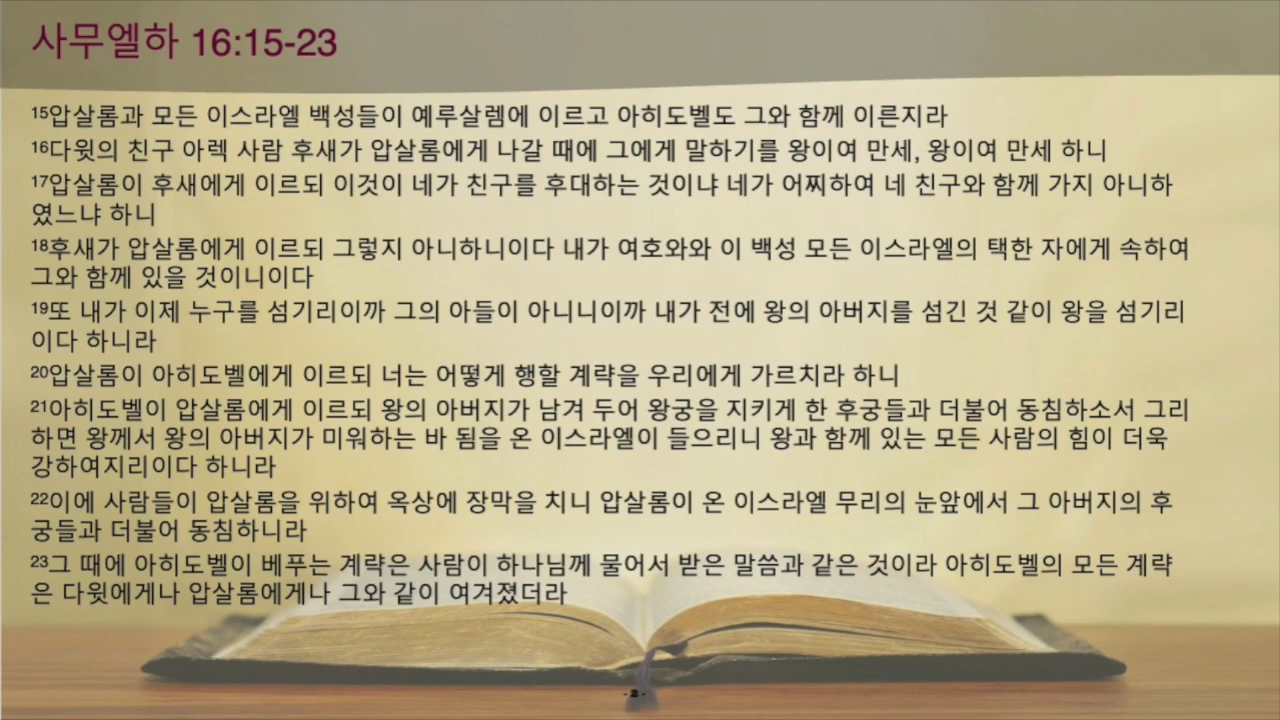 사무엘하 16:15-23
15압살롬과 모든 이스라엘 백성들이 예루살렘에 이르고 아히도벨도 그와 함께 이른지라
16다윗의 친구 아렉 사람 후새가 압살롬에게 나갈 때에 그에게 말하기를 왕이여 만세, 왕이여 만세 하니
17압살롬이 후새에게 이르되 이것이 네가 친구를 후대하는 것이냐 네가 어찌하여 네 친구와 함께 가지 아니하
였느냐 하니
18후새가 압살롬에게 이르되 그렇지 아니하니이다 내가 여호와와 이 백성 모든 이스라엘의 택한 자에게 속하여
그와 함께 있을 것이니이다
19또 내가 이제 누구를 섬기리이까 그의 아들이 아니니이까 내가 전에 왕의 아버지를 섬긴 것 같이 왕을 섬기리
이다 하니라
20압살롬이 아히도벨에게 이르되 너는 어떻게 행할 계략을 우리에게 가르치라 하니
21아히도벨이 압살롬에게 이르되 왕의 아버지가 남겨 두어 왕궁을 지키게 한 후궁들과 더불어 동침하소서 그리
하면 왕께서 왕의 아버지가 미워하는 바 됨을 온 이스라엘이 들으리니 왕과 함께 있는 모든 사람의 힘이 더욱
강하여지리이다 하니라
22이에 사람들이 압살롬을 위하여 옥상에 장막을 치니 압살롬이 온 이스라엘 무리의 눈앞에서 그 아버지의 후
궁들과 더불어 동침하니라
23그 때에 아히도벨이 베푸는 계략은 사람이 하나님께 물어서 받은 말씀과 같은 것이라 아히도벨의 모든 계략
은 다윗에게나 압살롬에게나 그와 같이 여겨졌더라
- 2 -